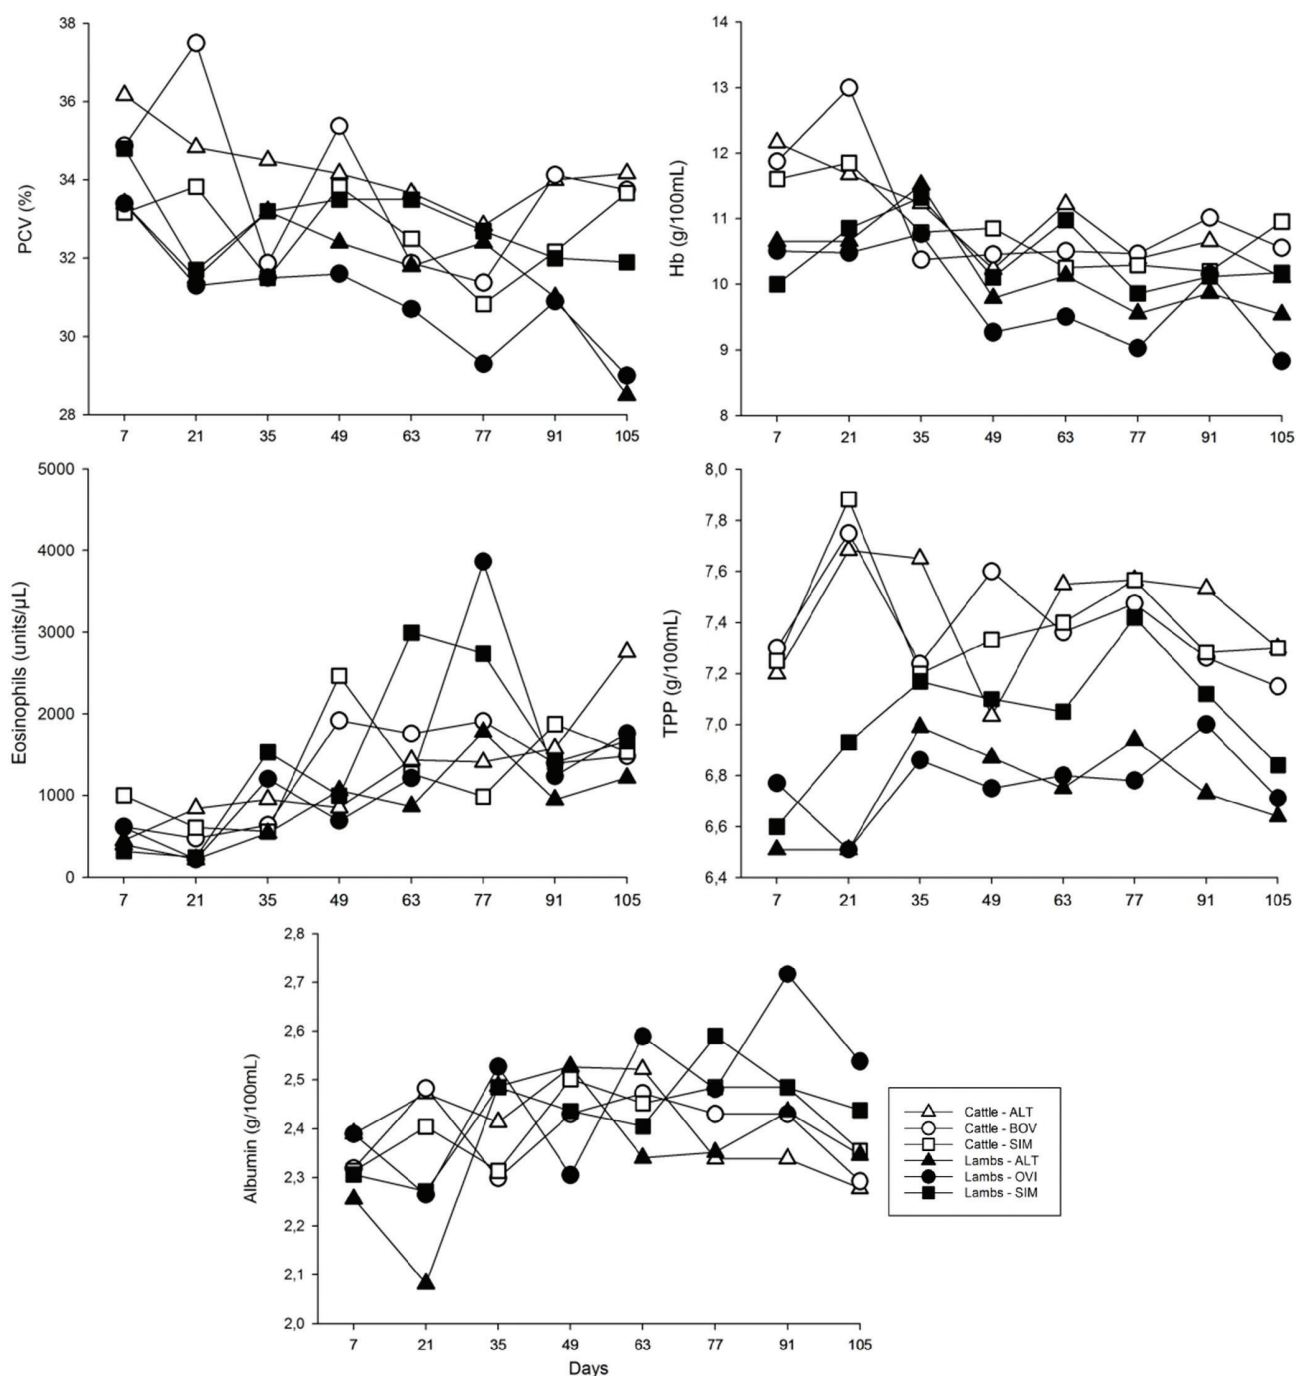 PCV (%)
38
36
34
32
30
28
7 21 35 49 63 77 91 105
Hb (g/100mL)
14
13
12
11
10
9
8
7 21 35 49 63 77 91 105
Eosinophils (units/µL)
5000
4000
3000
2000
1000
0
7 21 35 49 63 77 91 105
TPP (g/100mL)
8,0
7,8
7,6
7,4
7,2
7,0
6,8
6,6
6,4
7 21 35 49 63 77 91 105
Albumin (g/100mL)
2,8
2,7
2,6
2,5
2,4
2,3
2,2
2,1
2,0
7 21 35 49 63 77 91 105
Days
Cattle - ALT
Cattle - BOV
Cattle - SIM
Lambs - ALT
Lambs - OVI
Lambs - SIM